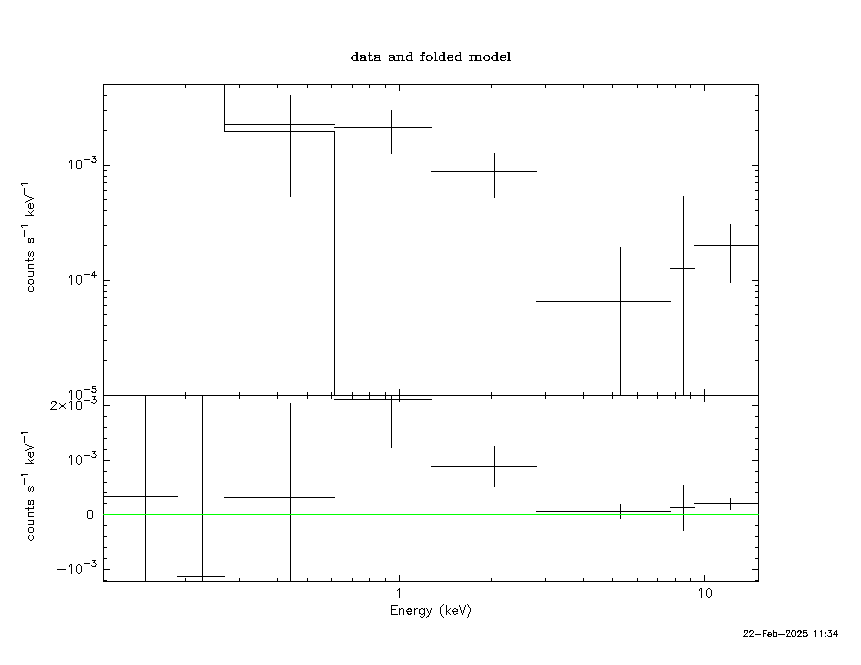 data and folded model
counts s⁻¹ keV⁻¹
10⁻³
10⁻⁴
10⁻⁵
counts s⁻¹ keV⁻¹
2×10⁻³
10⁻³
0
−10⁻³
1
10
Energy (keV)
22−Feb−2025 11:34